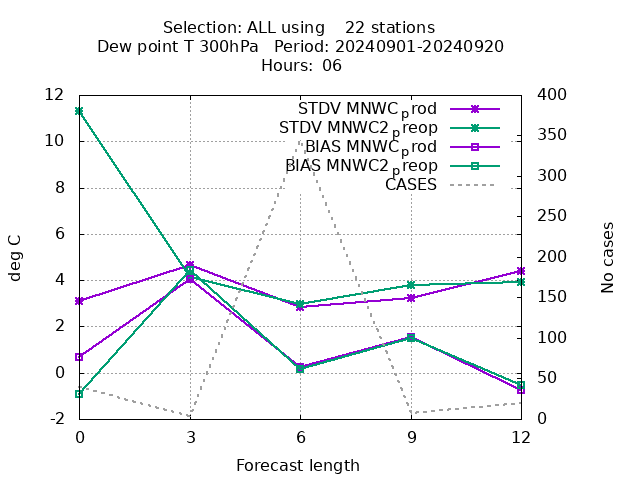 Selection: ALL using    22 stations
Dew point T 300hPa   Period: 20240901-20240920
Hours: 06
12
10
8
6
4
2
0
-2
400
350
300
250
200
150
100
50
0
STDV MNWC_prod
STDV MNWC2_preop
BIAS MNWC_prod
BIAS MNWC2_preop
CASES
deg C
No cases
0 3 6 9 12
Forecast length